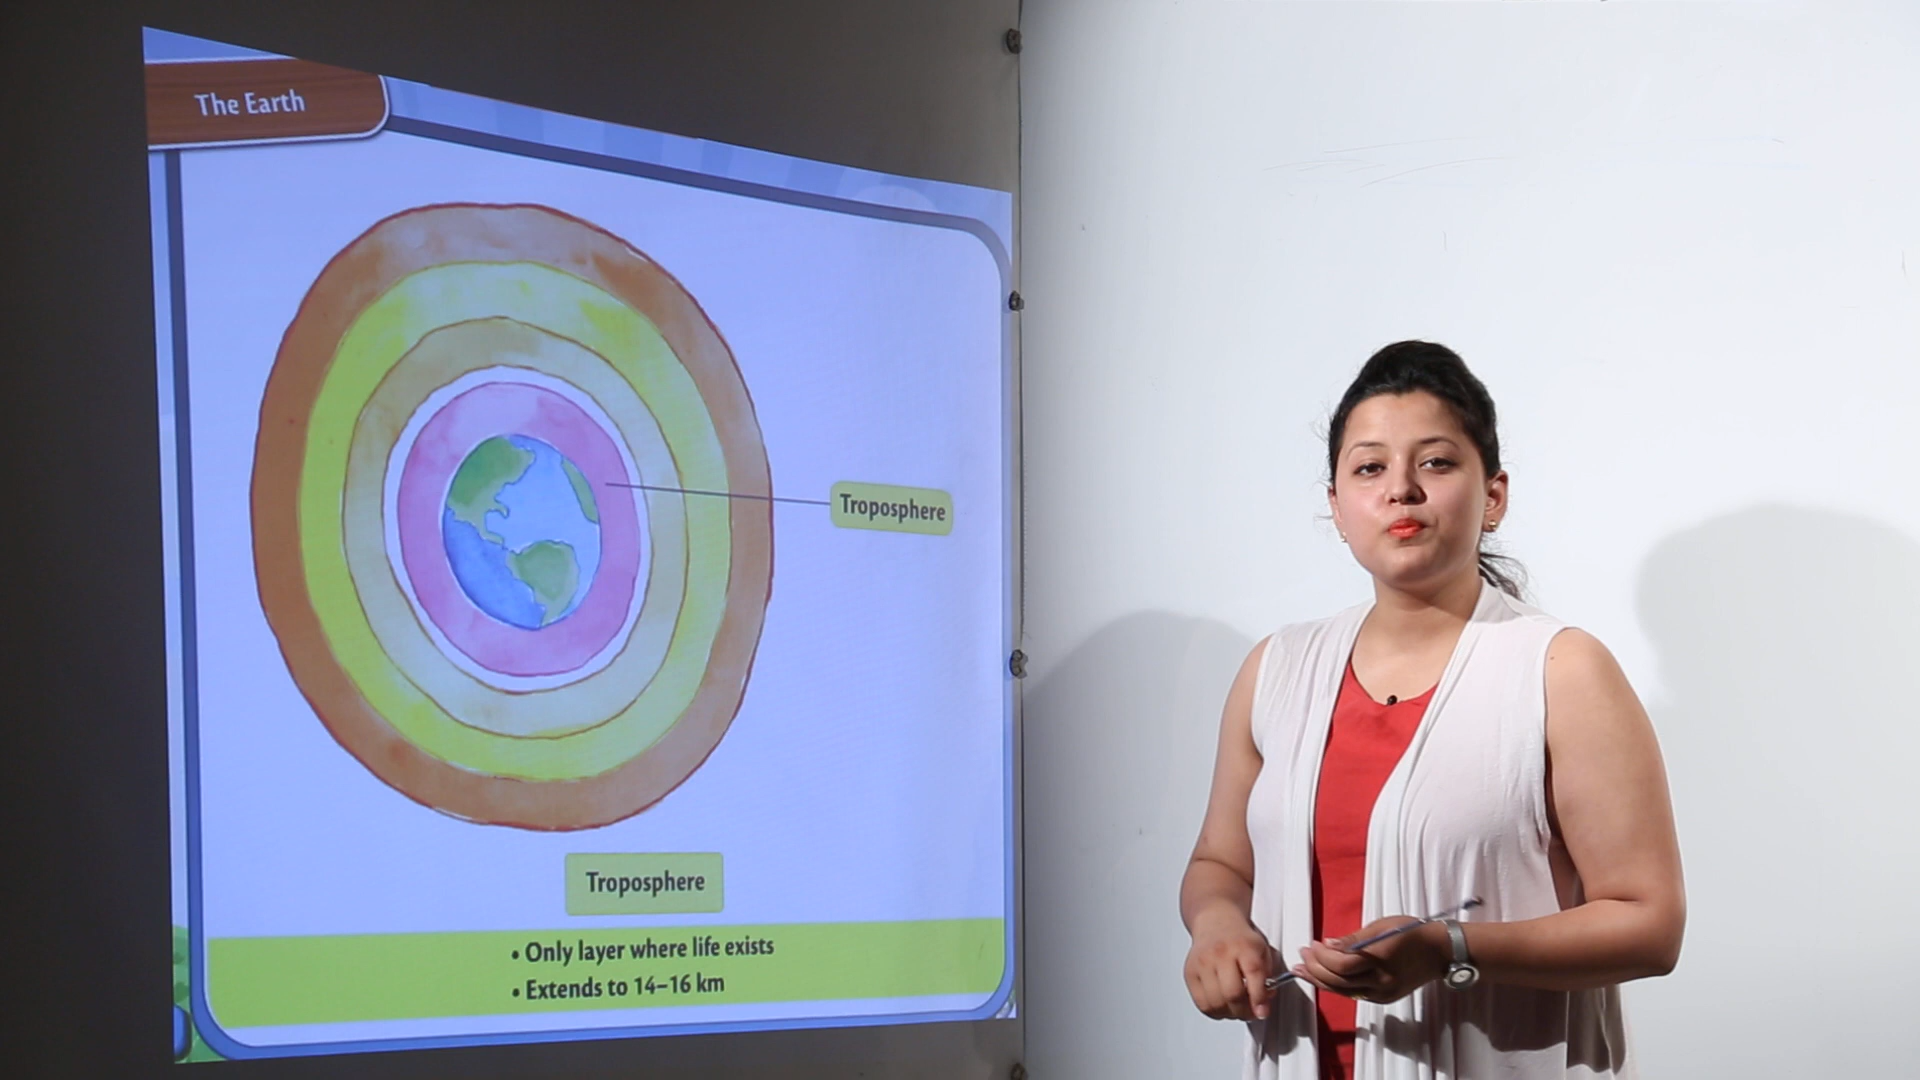 The Earth
Troposphere
Troposphere
• Only layer where life exists
• Extends to 14–16 km